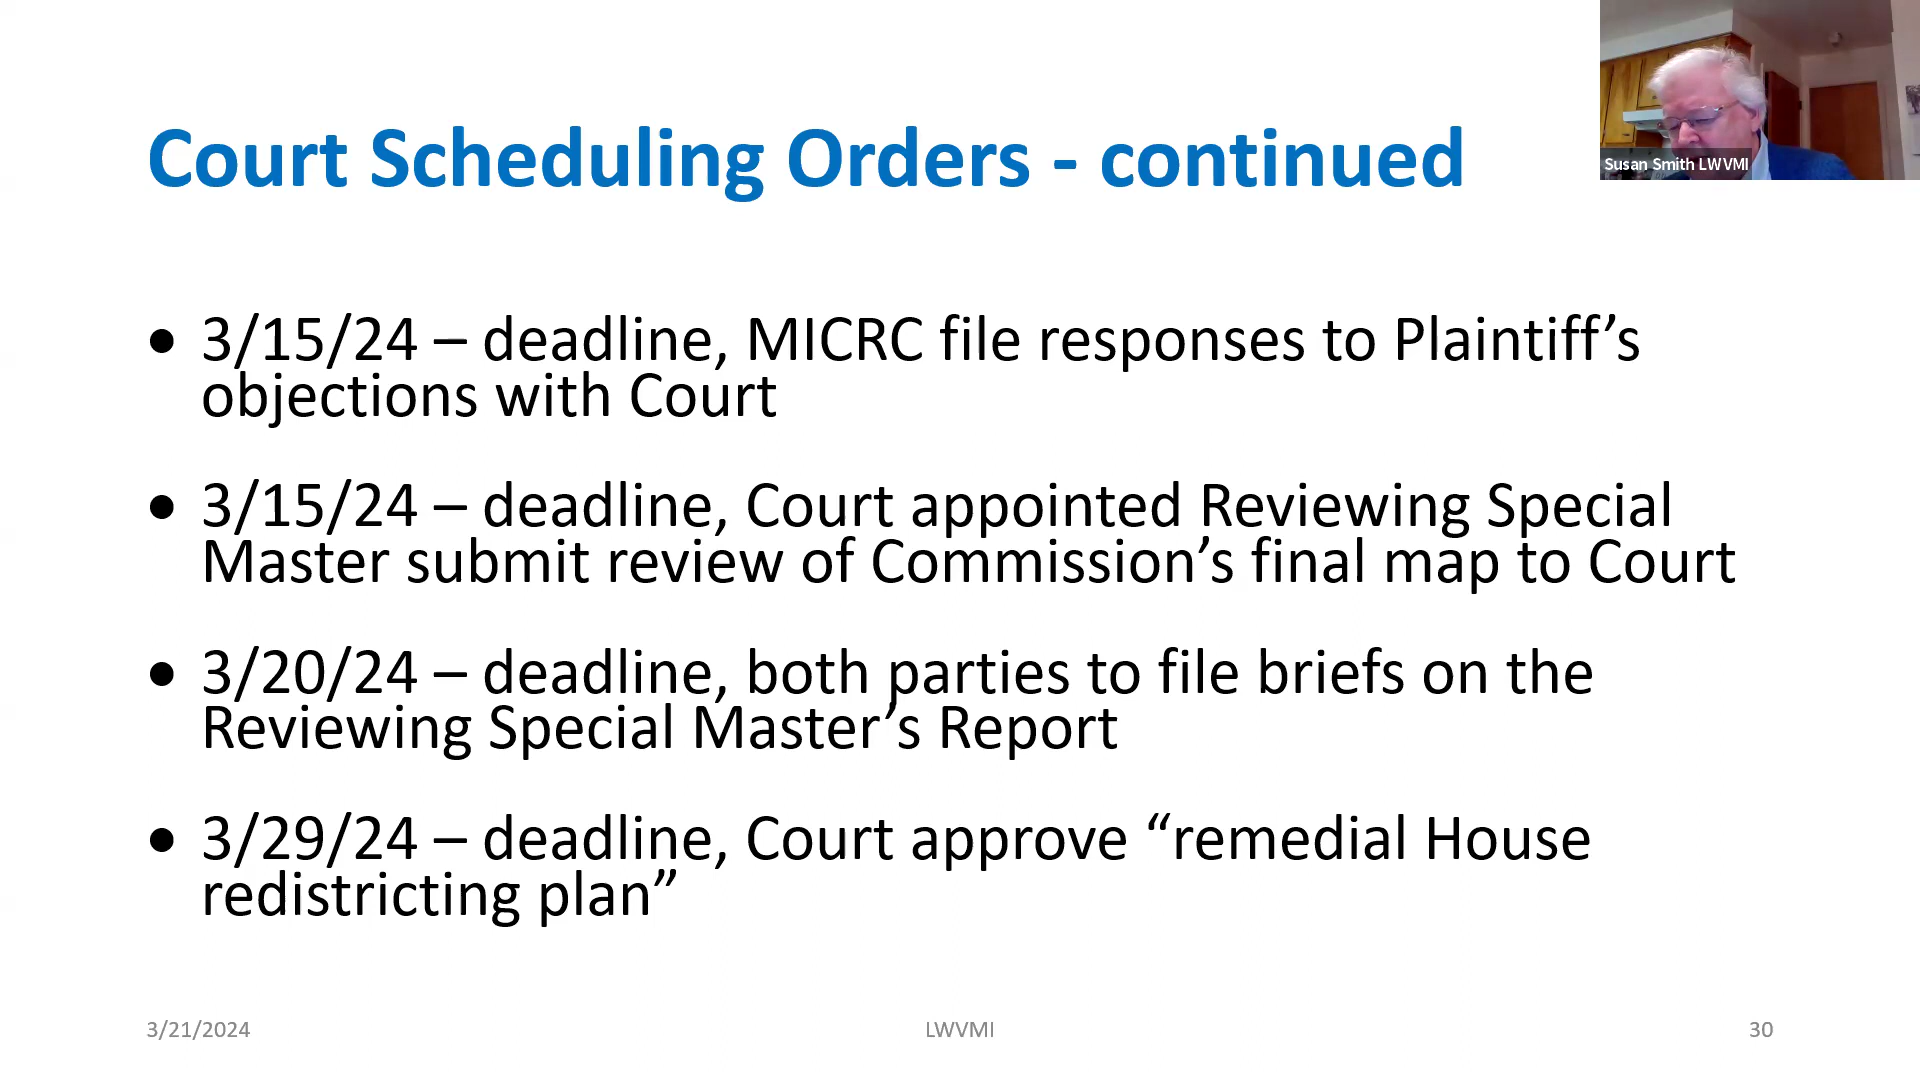 Court Scheduling Orders - continued
Susan Smith LWVMI
• 3/15/24 – deadline, MICRC file responses to Plaintiff’s
objections with Court
• 3/15/24 – deadline, Court appointed Reviewing Special
Master submit review of Commission’s final map to Court
• 3/20/24 – deadline, both parties to file briefs on the
Reviewing Special Master’s Report
• 3/29/24 – deadline, Court approve “remedial House
redistricting plan”
3/21/2024
LWVMI
30